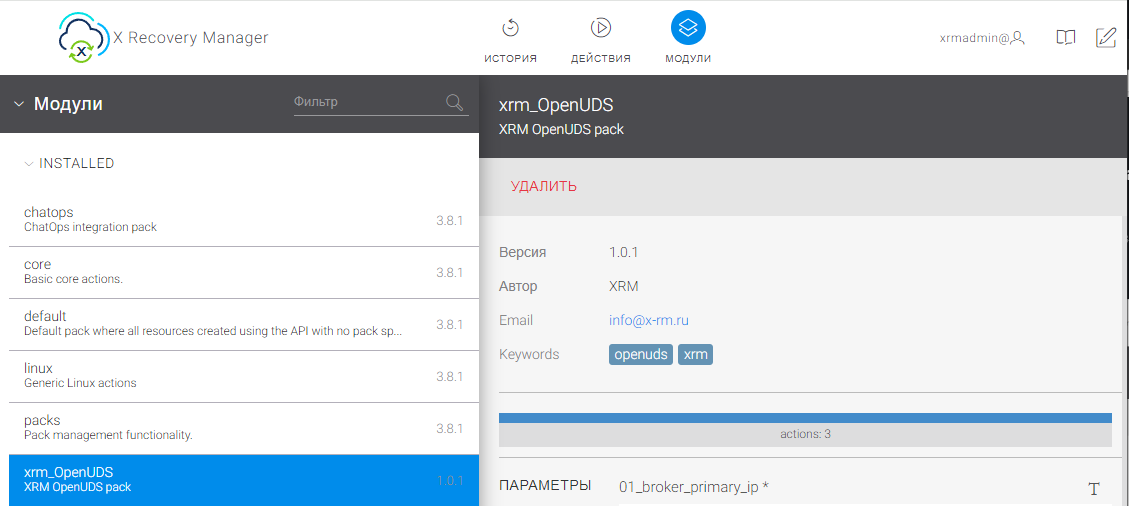 X Recovery Manager
ИСТОРИЯ
ДЕЙСТВИЯ
МОДУЛИ
xrmadmin@
Модули
Фильтр
INSTALLED
chatops
ChatOps integration pack
3.8.1
core
Basic core actions.
3.8.1
default
Default pack where all resources created using the API with no pack sp...
3.8.1
linux
Generic Linux actions
3.8.1
packs
Pack management functionality.
3.8.1
xrm_OpenUDS
XRM OpenUDS pack
1.0.1
xrm_OpenUDS
XRM OpenUDS pack
УДАЛИТЬ
Версия 1.0.1
Автор XRM
Email info@x-rm.ru
Keywords openuds xrm
actions: 3
ПАРАМЕТРЫ 01_broker_primary_ip * T